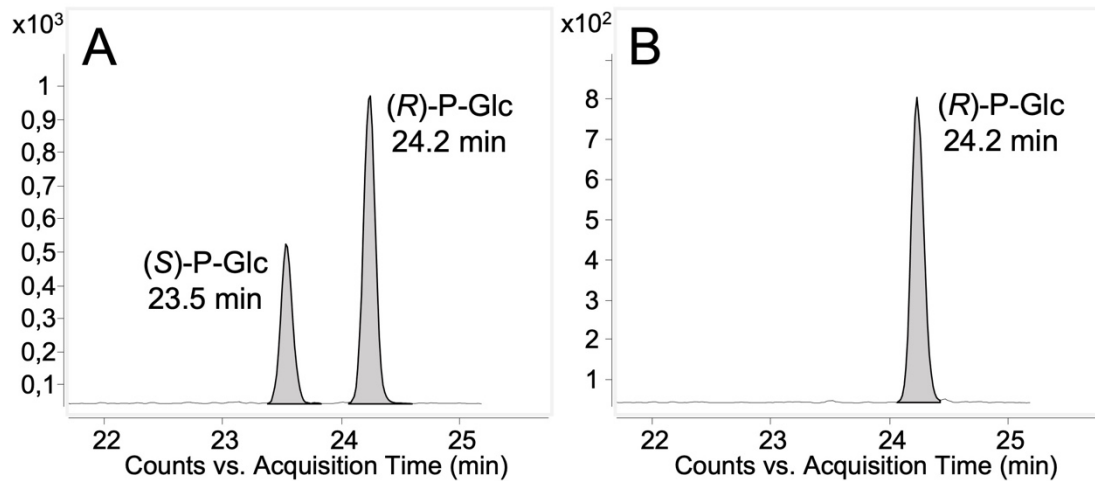 x10³
A
1
0,9
0,8
0,7
0,6
0,5
0,4
0,3
0,2
0,1
(S)-P-Glc
23.5 min
(R)-P-Glc
24.2 min
22 23 24 25
Counts vs. Acquisition Time (min)
x10²
B
8
7
6
5
4
3
2
1
(R)-P-Glc
24.2 min
22 23 24 25
Counts vs. Acquisition Time (min)